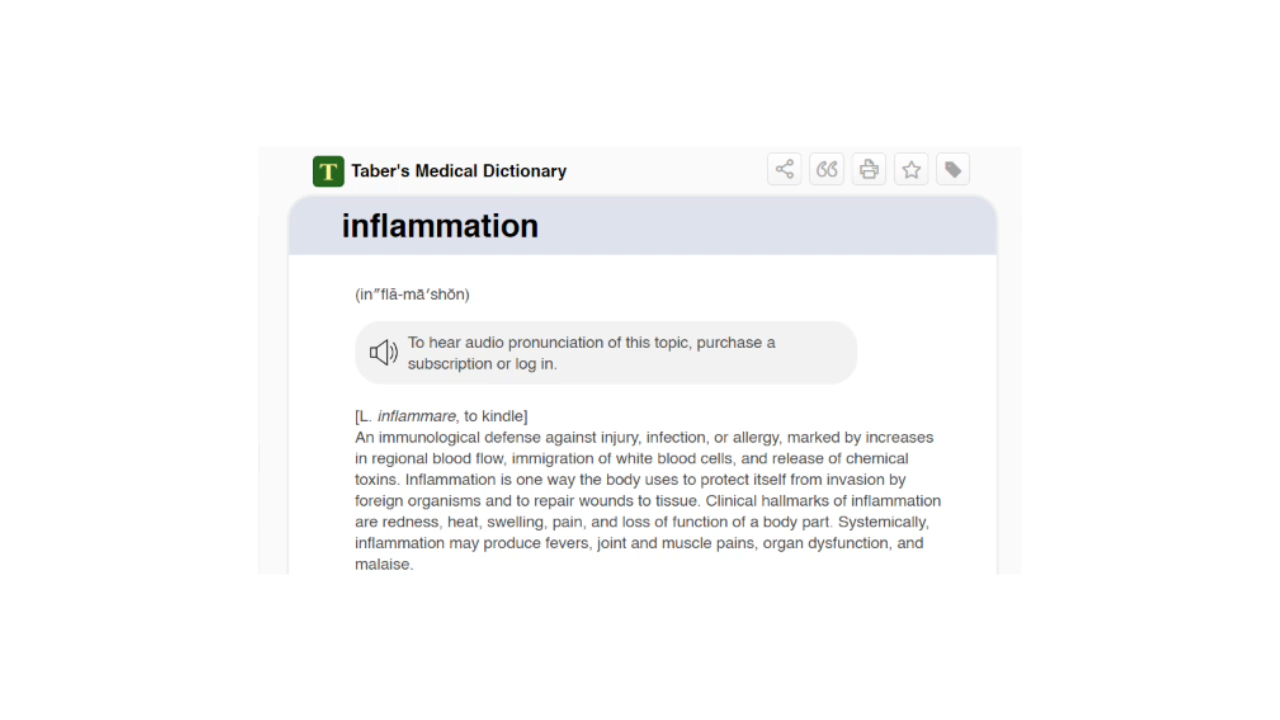 T Taber's Medical Dictionary
inflammation
(in″flă-mā′shŏn)
To hear audio pronunciation of this topic, purchase a
subscription or log in.
[L. inflammare, to kindle]
An immunological defense against injury, infection, or allergy, marked by increases
in regional blood flow, immigration of white blood cells, and release of chemical
toxins. Inflammation is one way the body uses to protect itself from invasion by
foreign organisms and to repair wounds to tissue. Clinical hallmarks of inflammation
are redness, heat, swelling, pain, and loss of function of a body part. Systemically,
inflammation may produce fevers, joint and muscle pains, organ dysfunction, and
malaise.